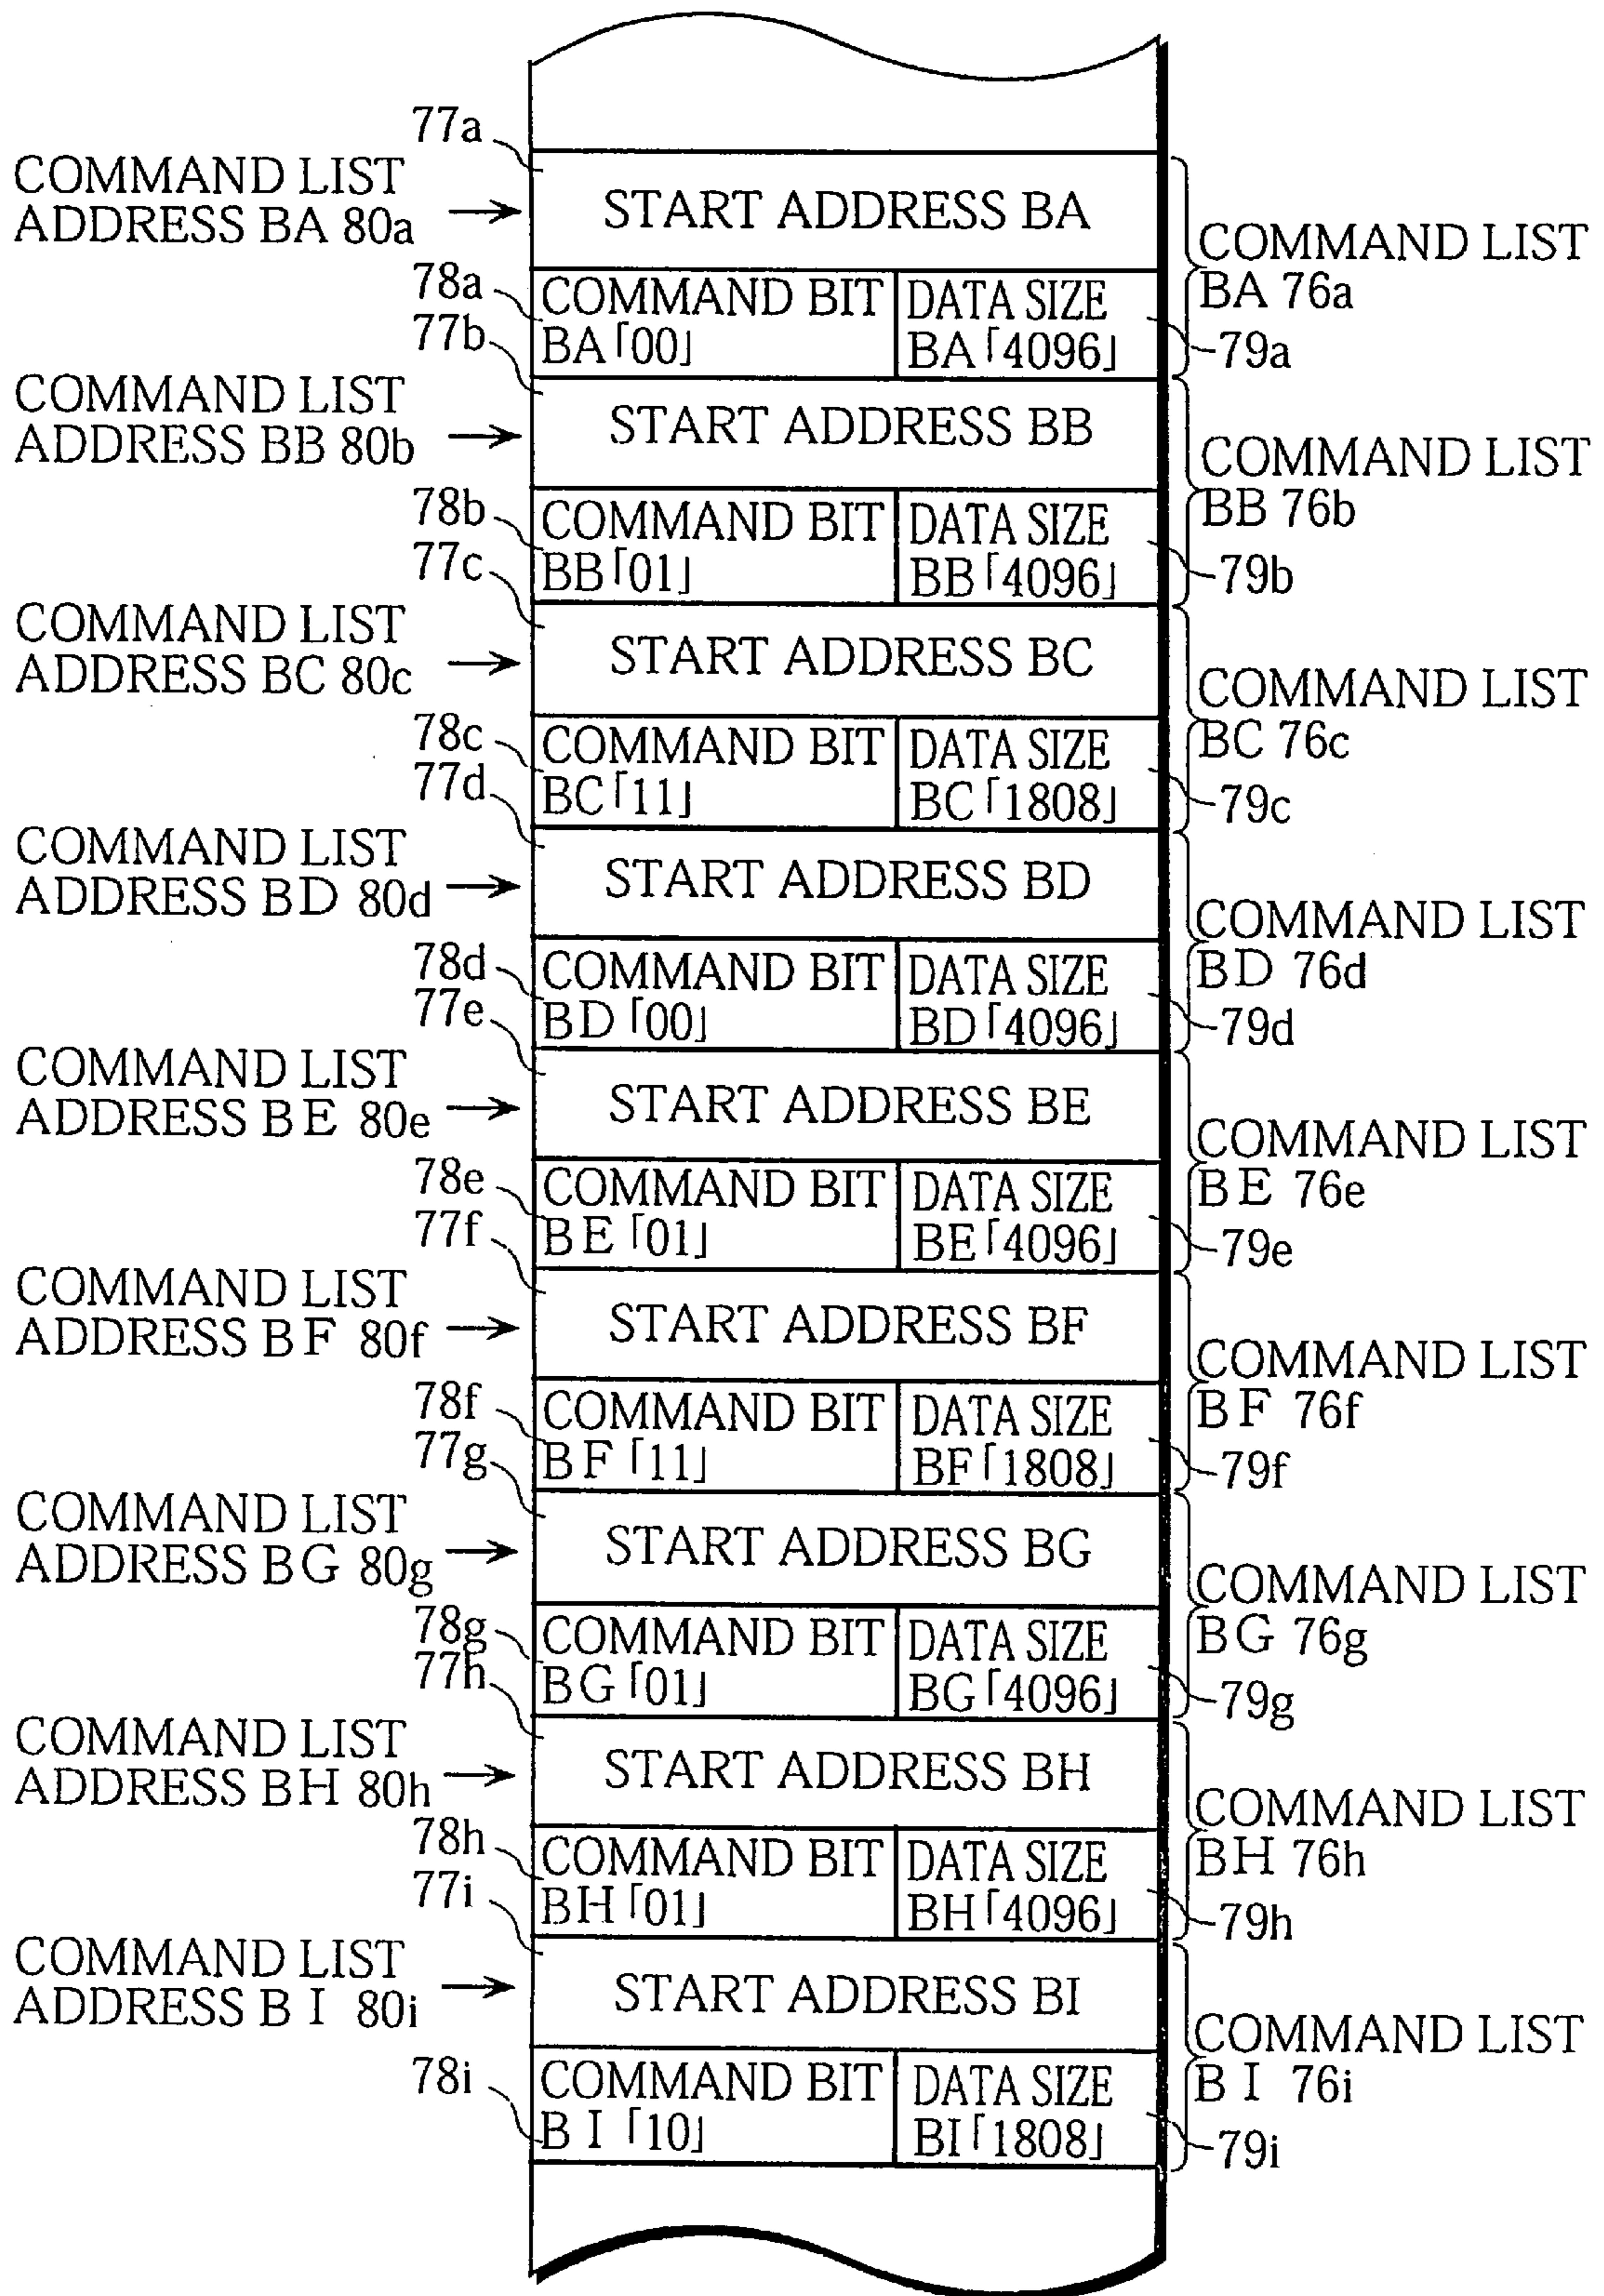 77a
COMMAND LIST
ADDRESS BA 80a
START ADDRESS BA
COMMAND LIST
BA 76a
78a
COMMAND BIT
BA「00」
DATA SIZE
BA「4096」
79a
77b
COMMAND LIST
ADDRESS BB 80b
START ADDRESS BB
COMMAND LIST
BB 76b
78b
COMMAND BIT
BB「01」
DATA SIZE
BB「4096」
79b
77c
COMMAND LIST
ADDRESS BC 80c
START ADDRESS BC
COMMAND LIST
BC 76c
78c
COMMAND BIT
BC「11」
DATA SIZE
BC「1808」
79c
77d
COMMAND LIST
ADDRESS BD 80d
START ADDRESS BD
COMMAND LIST
BD 76d
78d
COMMAND BIT
BD「00」
DATA SIZE
BD「4096」
79d
77e
COMMAND LIST
ADDRESS BE 80e
START ADDRESS BE
COMMAND LIST
BE 76e
78e
COMMAND BIT
BE「01」
DATA SIZE
BE「4096」
79e
77f
COMMAND LIST
ADDRESS BF 80f
START ADDRESS BF
COMMAND LIST
BF 76f
78f
COMMAND BIT
BF「11」
DATA SIZE
BF「1808」
79f
77g
COMMAND LIST
ADDRESS BG 80g
START ADDRESS BG
COMMAND LIST
BG 76g
78g
COMMAND BIT
BG「01」
DATA SIZE
BG「4096」
79g
77h
COMMAND LIST
ADDRESS BH 80h
START ADDRESS BH
COMMAND LIST
BH 76h
78h
COMMAND BIT
BH「01」
DATA SIZE
BH「4096」
79h
77i
COMMAND LIST
ADDRESS BI 80i
START ADDRESS BI
COMMAND LIST
BI 76i
78i
COMMAND BIT
BI「10」
DATA SIZE
BI「1808」
79i